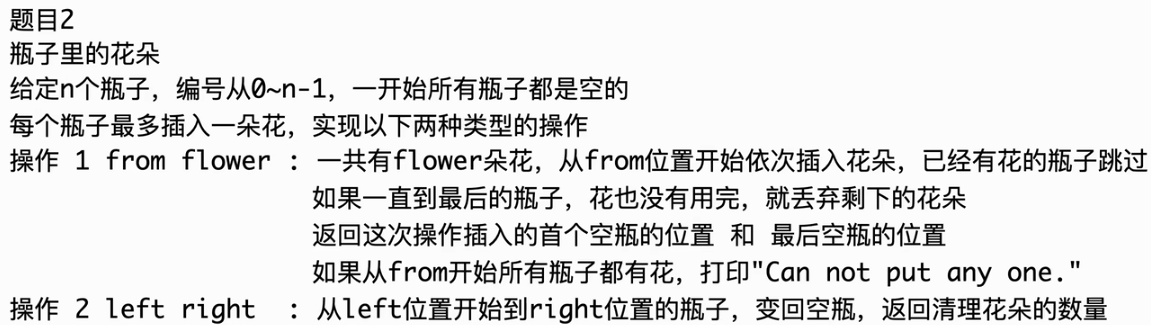 题目2
瓶子里的花朵
给定n个瓶子，编号从0~n-1，一开始所有瓶子都是空的
每个瓶子最多插入一朵花，实现以下两种类型的操作
操作 1 from flower : 一共有flower朵花，从from位置开始依次插入花朵，已经有花的瓶子跳过
如果一直到最后的瓶子，花也没有用完，就丢弃剩下的花朵
返回这次操作插入的首个空瓶的位置 和 最后空瓶的位置
如果从from开始所有瓶子都有花，打印"Can not put any one."
操作 2 left right : 从left位置开始到right位置的瓶子，变回空瓶，返回清理花朵的数量